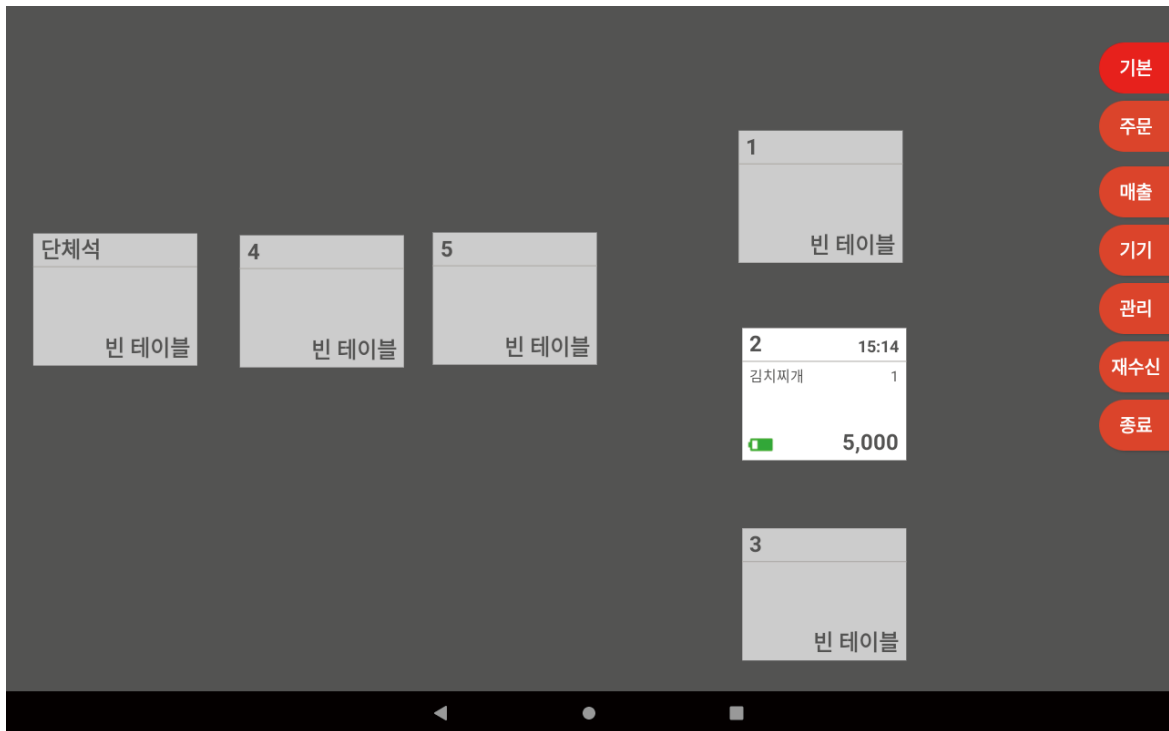 단체석
빈 테이블
4
빈 테이블
5
빈 테이블
1
빈 테이블
2 15:14
김치찌개 1
5,000
3
빈 테이블
기본
주문
매출
기기
관리
재수신
종료